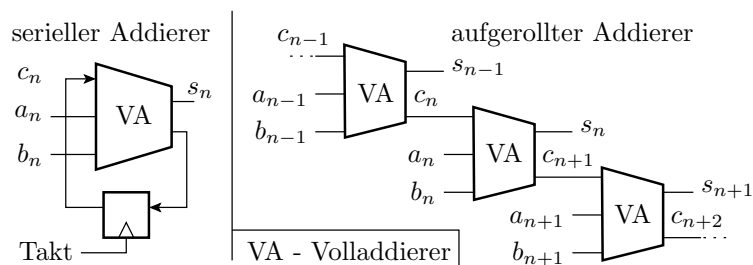 serieller Addierer
c_n
a_n
b_n
VA
s_n
Takt
aufgerollter Addierer
c_{n−1}
a_{n−1}
b_{n−1}
VA
s_{n−1}
c_n
a_n
b_n
VA
s_n
c_{n+1}
a_{n+1}
b_{n+1}
VA
s_{n+1}
c_{n+2}
VA - Volladdierer